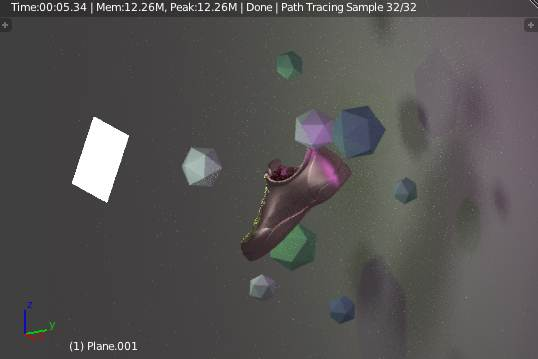 Time:00:05.34 | Mem:12.26M, Peak:12.26M | Done | Path Tracing Sample 32/32
z
y
(1) Plane.001